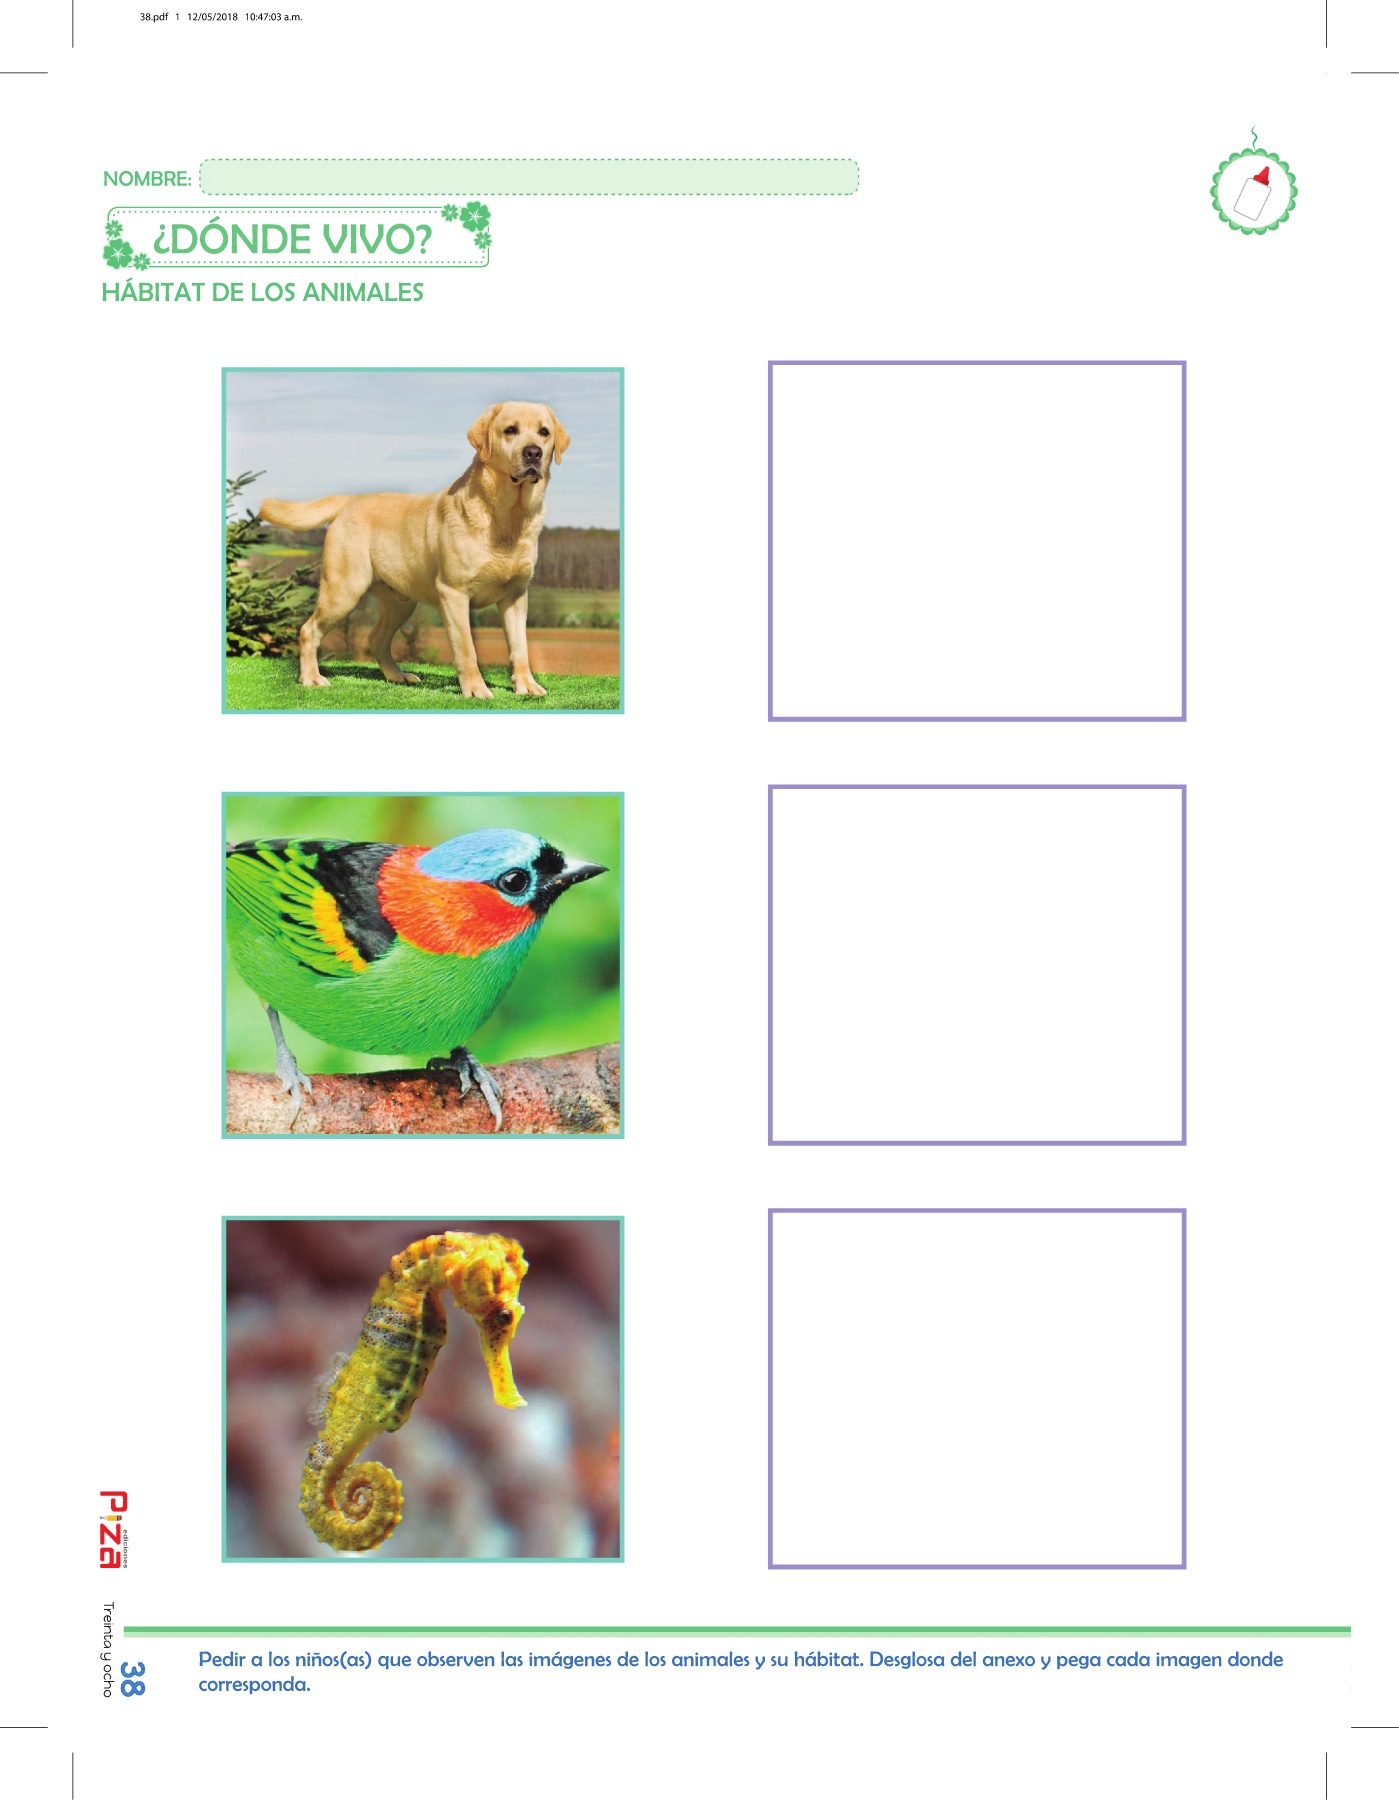 38.pdf 1 12/05/2018 10:47:03 a.m.
NOMBRE:
¿DÓNDE VIVO?
HÁBITAT DE LOS ANIMALES
Piza
ediciones
Treinta y ocho
38
Pedir a los niños(as) que observen las imágenes de los animales y su hábitat. Desglosa del anexo y pega cada imagen donde
corresponda.